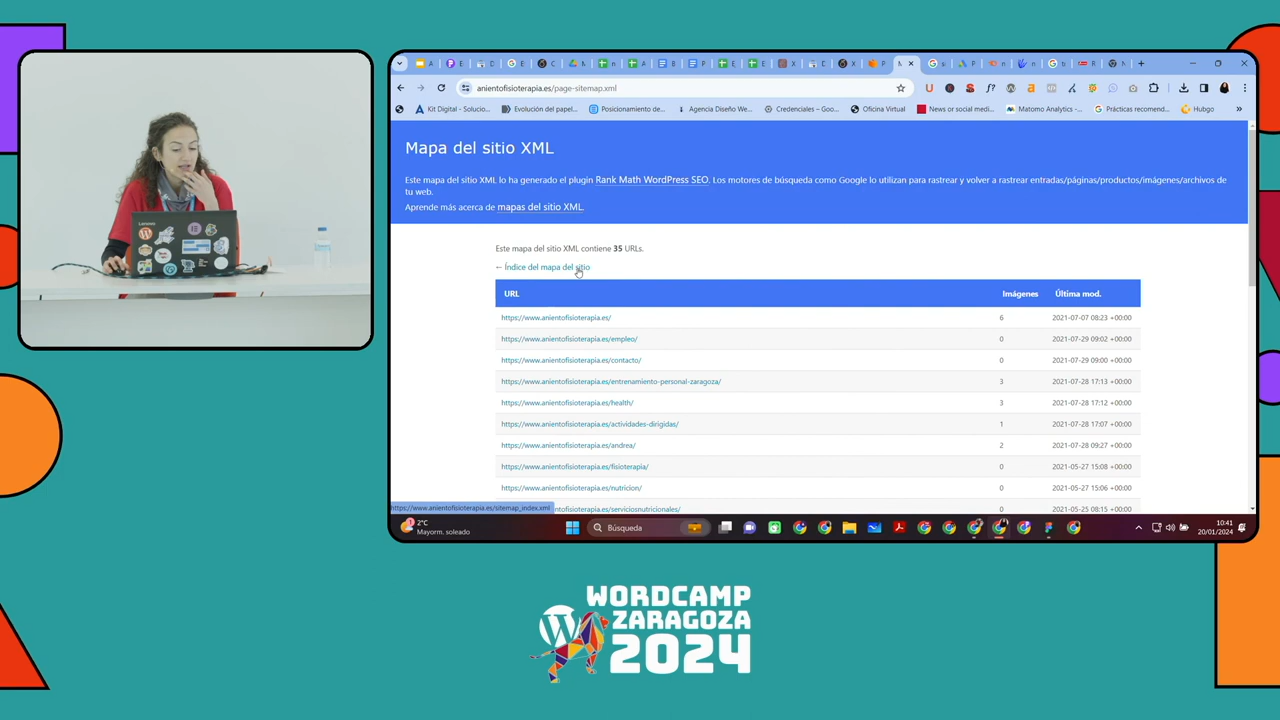 anientofisioterapia.es/page-sitemap.xml
Kit Digital - Solucio...
Evolución del papel...
Posicionamiento de...
Agencia Diseño We...
Credenciales – Goo...
Oficina Virtual
News or social medi...
Matomo Analytics -...
Prácticas recomend...
Hubgo
Mapa del sitio XML
Este mapa del sitio XML lo ha generado el plugin Rank Math WordPress SEO. Los motores de búsqueda como Google lo utilizan para rastrear y volver a rastrear entradas/páginas/productos/imágenes/archivos de
tu web.
Aprende más acerca de mapas del sitio XML.
Este mapa del sitio XML contiene 35 URLs.
← Índice del mapa del sitio
URL Imágenes Última mod.
https://www.anientofisioterapia.es/ 6 2021-07-07 08:23 +00:00
https://www.anientofisioterapia.es/empleo/ 0 2021-07-29 09:02 +00:00
https://www.anientofisioterapia.es/contacto/ 0 2021-07-29 09:00 +00:00
https://www.anientofisioterapia.es/entrenamiento-personal-zaragoza/ 3 2021-07-28 17:13 +00:00
https://www.anientofisioterapia.es/health/ 3 2021-07-28 17:12 +00:00
https://www.anientofisioterapia.es/actividades-dirigidas/ 1 2021-07-28 17:07 +00:00
https://www.anientofisioterapia.es/andrea/ 2 2021-07-28 09:27 +00:00
https://www.anientofisioterapia.es/fisioterapia/ 0 2021-05-27 15:08 +00:00
https://www.anientofisioterapia.es/nutricion/ 0 2021-05-27 15:06 +00:00
ntofisioterapia.es/serviciosnutricionales/ 0 2021-05-25 08:15 +00:00
https://www.anientofisioterapia.es/sitemap_index.xml
2°C
Mayorm. soleado
Búsqueda
10:41
20/01/2024
Lenovo
WORDCAMP
ZARAGOZA
2024